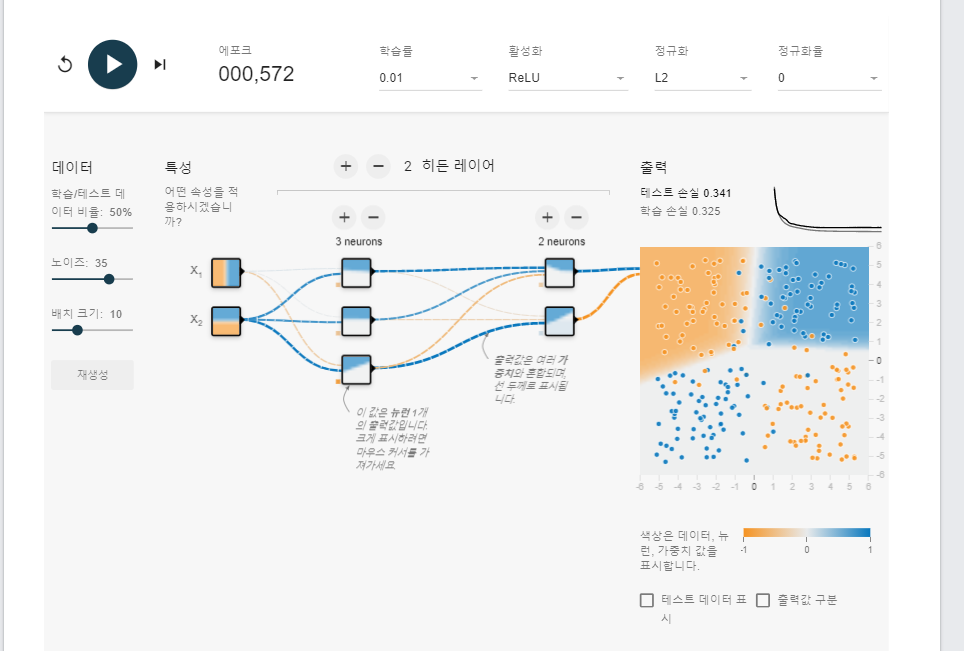 에포크
000,572
학습률
0.01
활성화
ReLU
정규화
L2
정규화율
0
데이터
학습/테스트 데
이터 비율: 50%
노이즈: 35
배치 크기: 10
재생성
특성
어떤 속성을 적
용하시겠습니
까?
X1
X2
+ − 2 히든 레이어
+ −
3 neurons
+ −
2 neurons
이 값은 뉴런 1개
의 출력값입니다.
크게 표시하려면
마우스 커서를 가
져가세요.
출력값은 여러 가
중치와 혼합되며,
선 두께로 표시됩
니다.
출력
테스트 손실 0.341
학습 손실 0.325
6
5
4
3
2
1
0
-1
-2
-3
-4
-5
-6
-6 -5 -4 -3 -2 -1 0 1 2 3 4 5 6
색상은 데이터, 뉴
런, 가중치 값을
표시합니다.
-1 0 1
테스트 데이터 표
시
출력값 구분